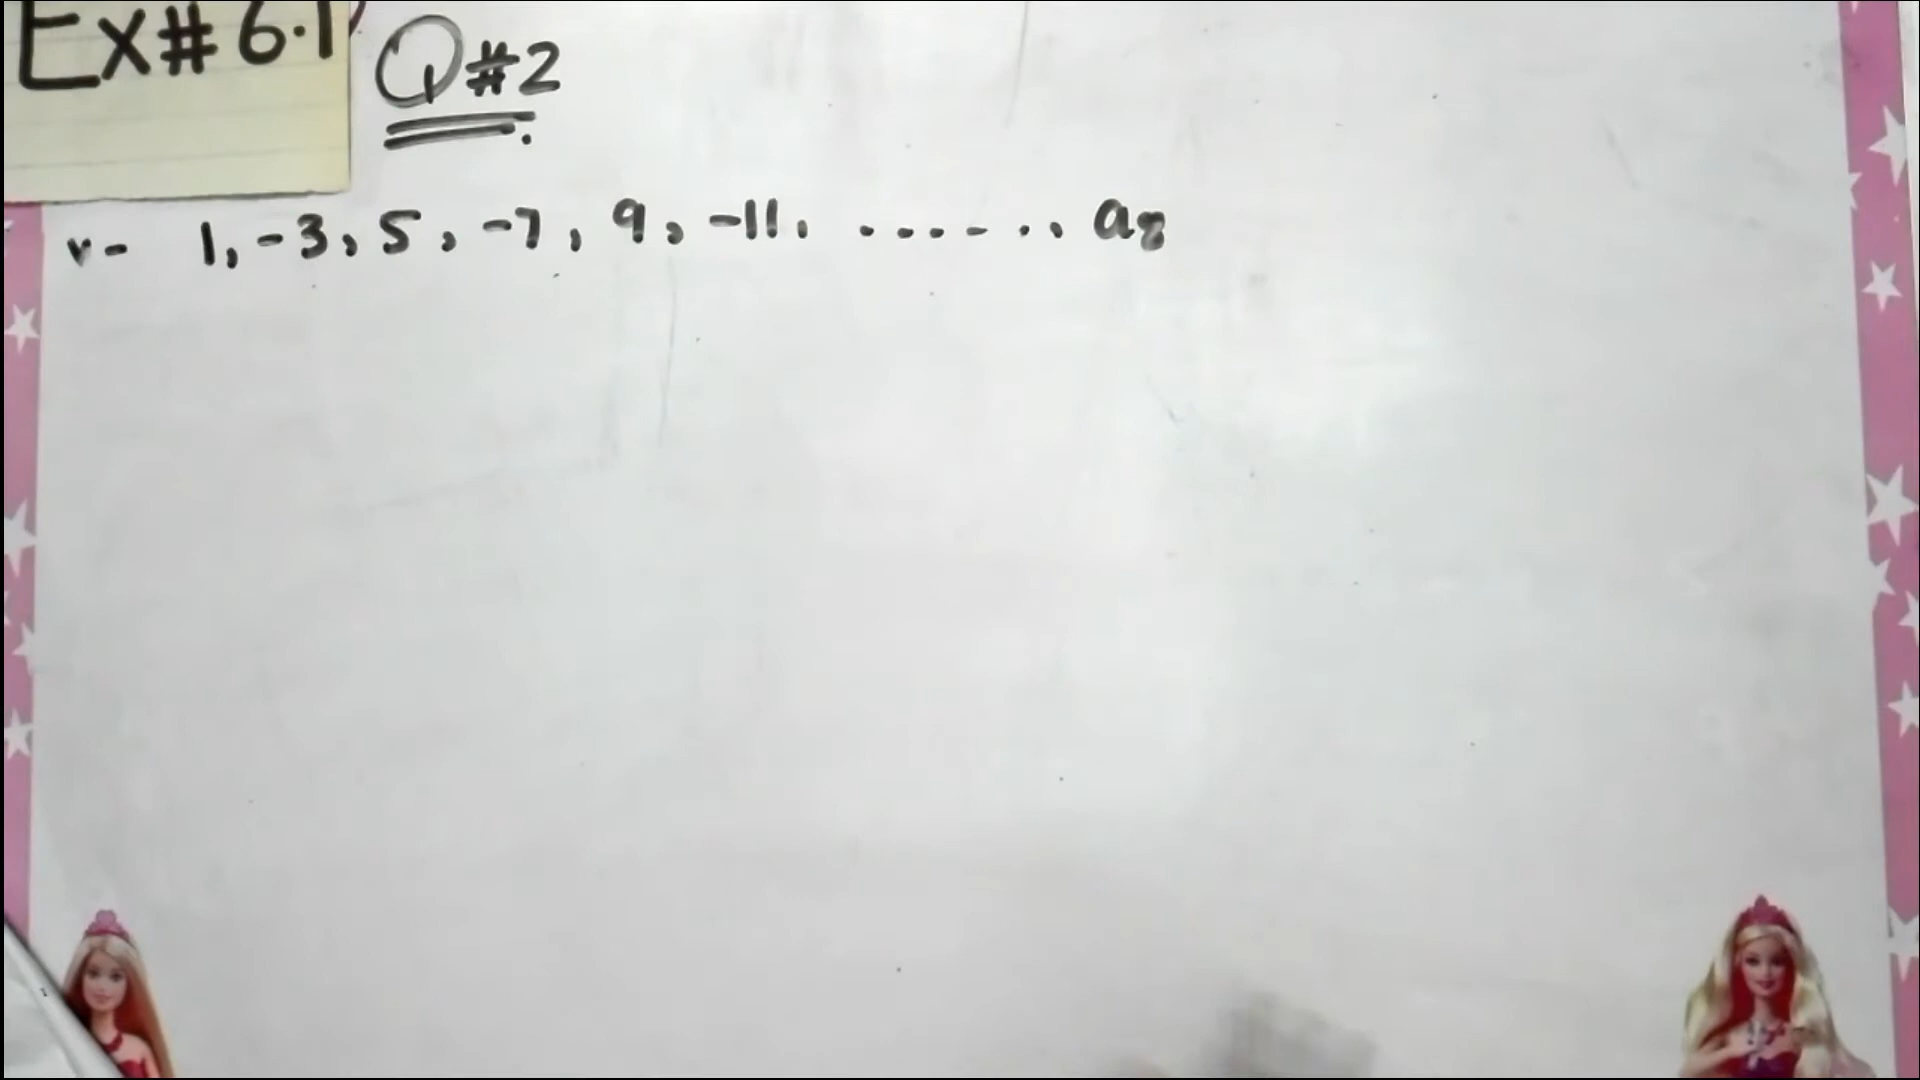 Ex# 6.1
Q#2
v- 1, -3, 5, -7, 9, -11, ......, a₈